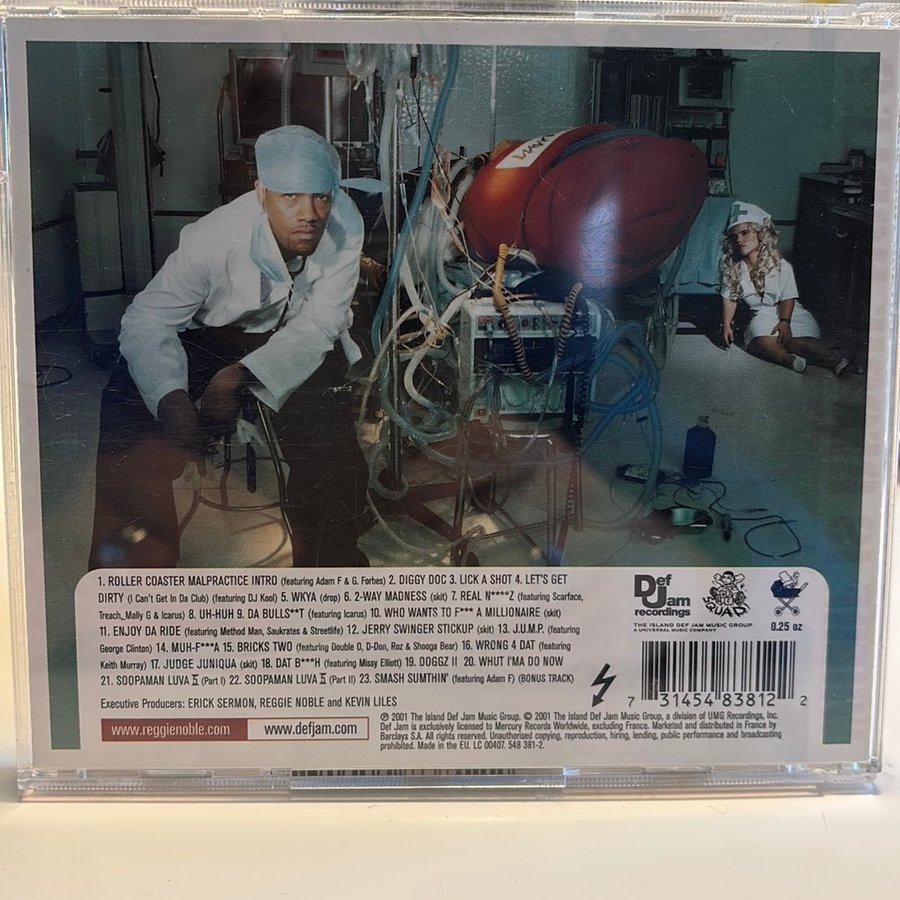 1. ROLLER COASTER MALPRACTICE INTRO (featuring Adam F & G. Forbes) 2. DIGGY DOC 3. LICK A SHOT 4. LET'S GET
DIRTY (I Can't Get In Da Club) (featuring DJ Kool) 5. WKYA (drop) 6. 2-WAY MADNESS (skit) 7. REAL N****Z (featuring Scarface,
Treach, Mally G & Icarus) 8. UH-HUH 9. DA BULLS**T (featuring Icarus) 10. WHO WANTS TO F*** A MILLIONAIRE (skit)
11. ENJOY DA RIDE (featuring Method Man, Saukrates & Streetlife) 12. JERRY SWINGER STICKUP (skit) 13. J.U.M.P. (featuring
George Clinton) 14. MUH-F***A 15. BRICKS TWO (featuring Double O, D-Don, Roz & Shooga Bear) 16. WRONG 4 DAT (featuring
Keith Murray) 17. JUDGE JUNIQUA (skit) 18. DAT B***H (featuring Missy Elliott) 19. DOGGZ II 20. WHUT I'MA DO NOW
21. SOOPAMAN LUVA 5 (Part I) 22. SOOPAMAN LUVA 5 (Part II) 23. SMASH SUMTHIN' (featuring Adam F) (BONUS TRACK)
Executive Producers: ERICK SERMON, REGGIE NOBLE and KEVIN LILES
www.reggienoble.com www.defjam.com
Def
Jam
recordings
THE ISLAND DEF JAM MUSIC GROUP
A UNIVERSAL MUSIC COMPANY
SQUAD
0.25 oz
7 31454 83812 2
℗ 2001 The Island Def Jam Music Group. © 2001 The Island Def Jam Music Group, a division of UMG Recordings, Inc.
Def Jam is exclusively licensed to Mercury Records Worldwide, excluding France. Marketed and distributed in France by
Barclays S.A. All rights reserved. Unauthorised copying, reproduction, hiring, lending, public performance and broadcasting
prohibited. Made in the EU. LC 00407. 548 381-2.